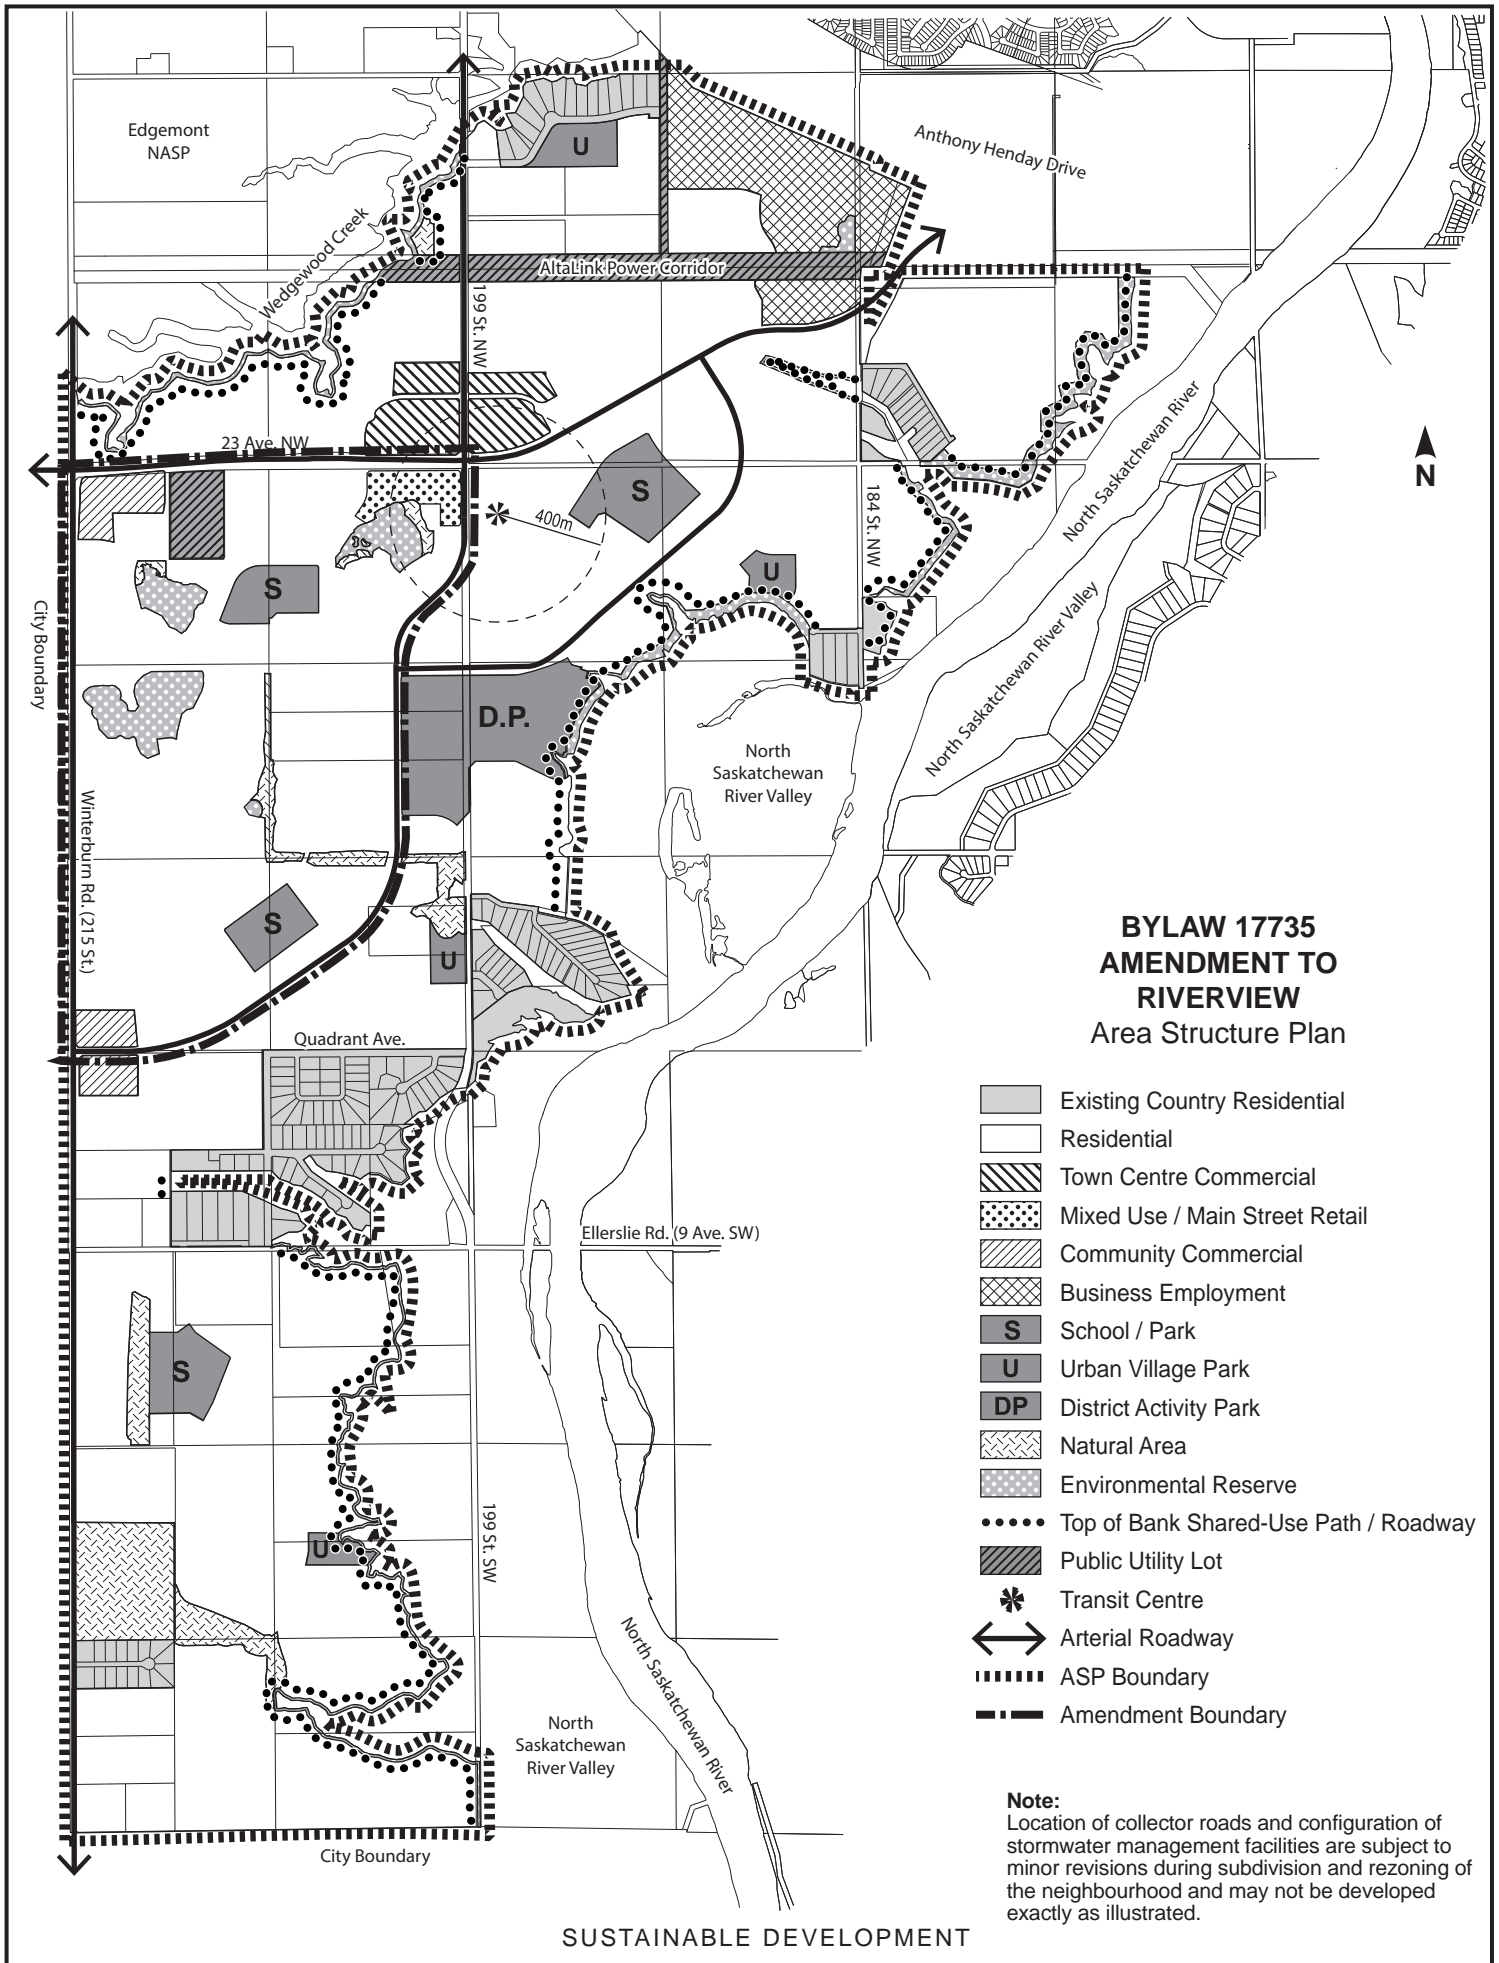 Edgemont
NASP
U
Anthony Henday Drive
Wedgewood Creek
AltaLink Power Corridor
199 St. NW
23 Ave. NW
S
400m
184 St. NW
North Saskatchewan River
N
S
U
City Boundary
North Saskatchewan River Valley
D.P.
North
Saskatchewan
River Valley
Winterburn Rd. (215 St.)
S
U
Quadrant Ave.
Ellerslie Rd. (9 Ave. SW)
S
199 St. SW
U
North Saskatchewan River
North
Saskatchewan
River Valley
City Boundary
BYLAW 17735
AMENDMENT TO
RIVERVIEW
Area Structure Plan
Existing Country Residential
Residential
Town Centre Commercial
Mixed Use / Main Street Retail
Community Commercial
Business Employment
S School / Park
U Urban Village Park
DP District Activity Park
Natural Area
Environmental Reserve
Top of Bank Shared-Use Path / Roadway
Public Utility Lot
Transit Centre
Arterial Roadway
ASP Boundary
Amendment Boundary
Note:
Location of collector roads and configuration of
stormwater management facilities are subject to
minor revisions during subdivision and rezoning of
the neighbourhood and may not be developed
exactly as illustrated.
SUSTAINABLE DEVELOPMENT